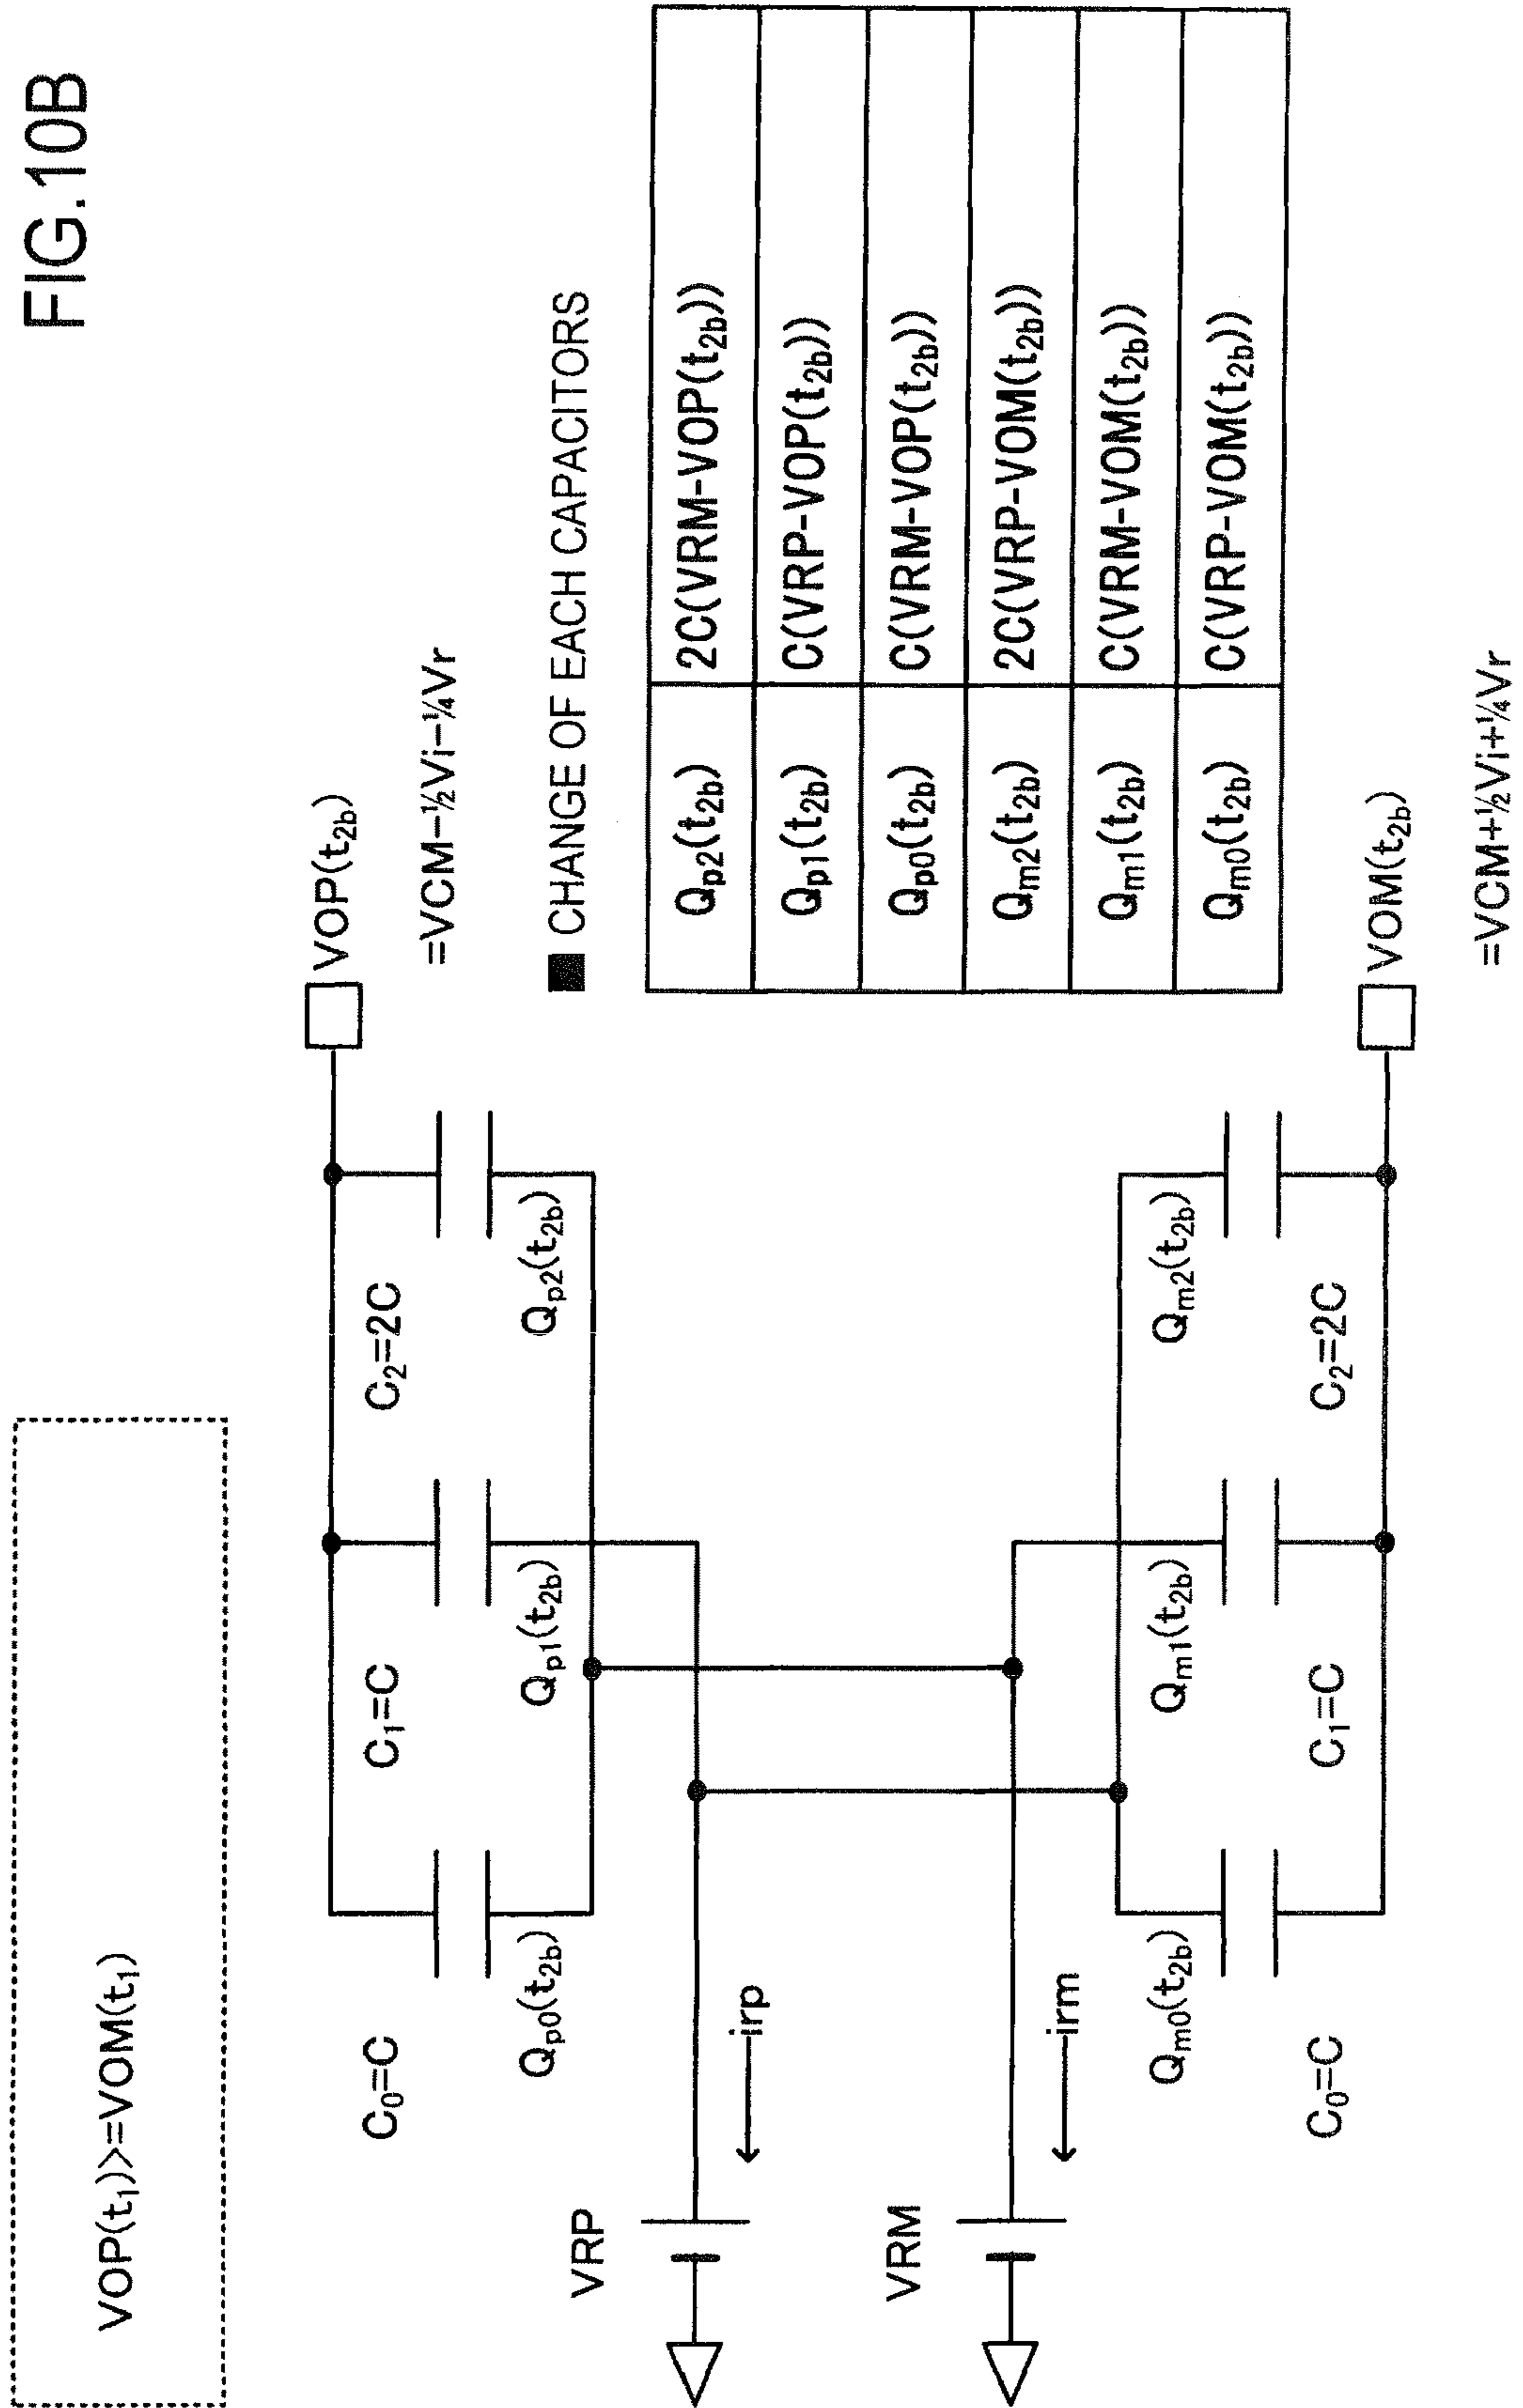 FIG.10B
VOP(t₁)>=VOM(t₁)
VOP(t₂b)
=VCM−½Vi−¼Vr
C₀=C
C₁=C
C₂=2C
Qp0(t₂b)
Qp1(t₂b)
Qp2(t₂b)
VRP
irp
VRM
irm
Qm0(t₂b)
Qm1(t₂b)
Qm2(t₂b)
C₀=C
C₁=C
C₂=2C
VOM(t₂b)
=VCM+½Vi+¼Vr
■ CHANGE OF EACH CAPACITORS
Qp2(t₂b) 2C(VRM-VOP(t₂b))
Qp1(t₂b) C(VRP-VOP(t₂b))
Qp0(t₂b) C(VRM-VOP(t₂b))
Qm2(t₂b) 2C(VRP-VOM(t₂b))
Qm1(t₂b) C(VRM-VOM(t₂b))
Qm0(t₂b) C(VRP-VOM(t₂b))